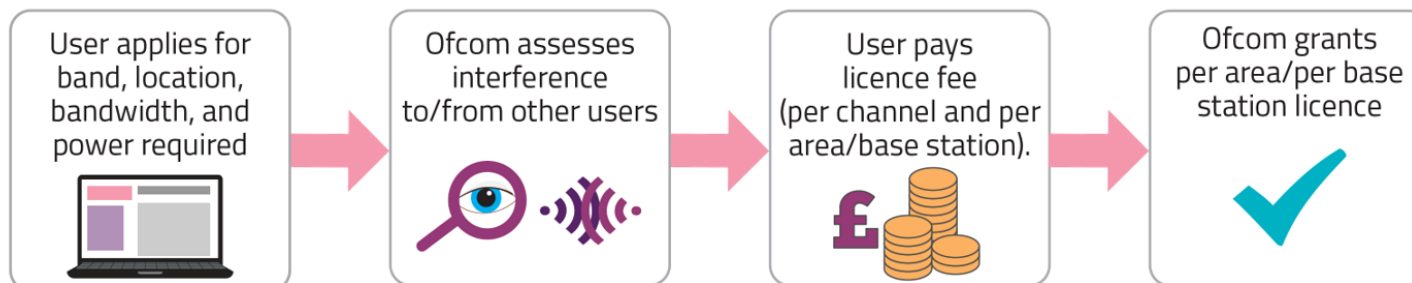 User applies for
band, location,
bandwidth, and
power required
Ofcom assesses
interference
to/from other users
User pays
licence fee
(per channel and per
area/base station).
£
Ofcom grants
per area/per base
station licence